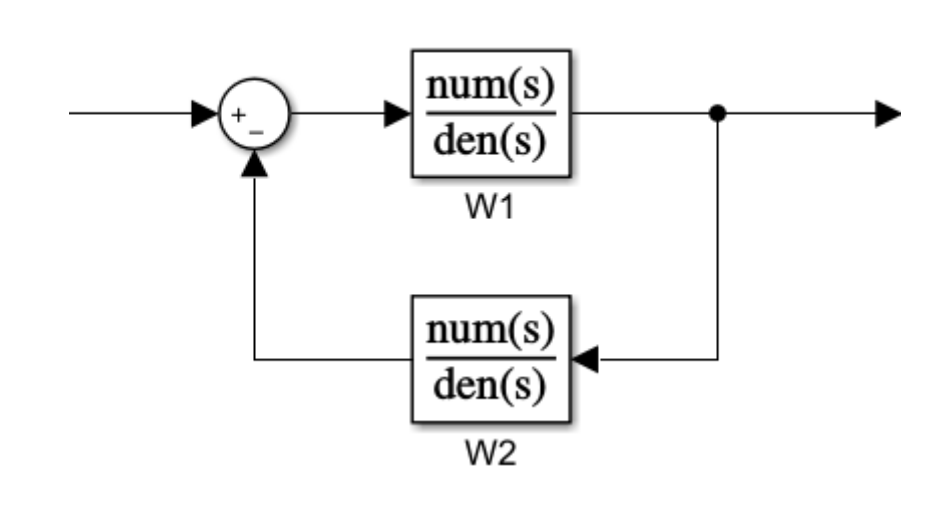 +
−
num(s)
den(s)
W1
num(s)
den(s)
W2